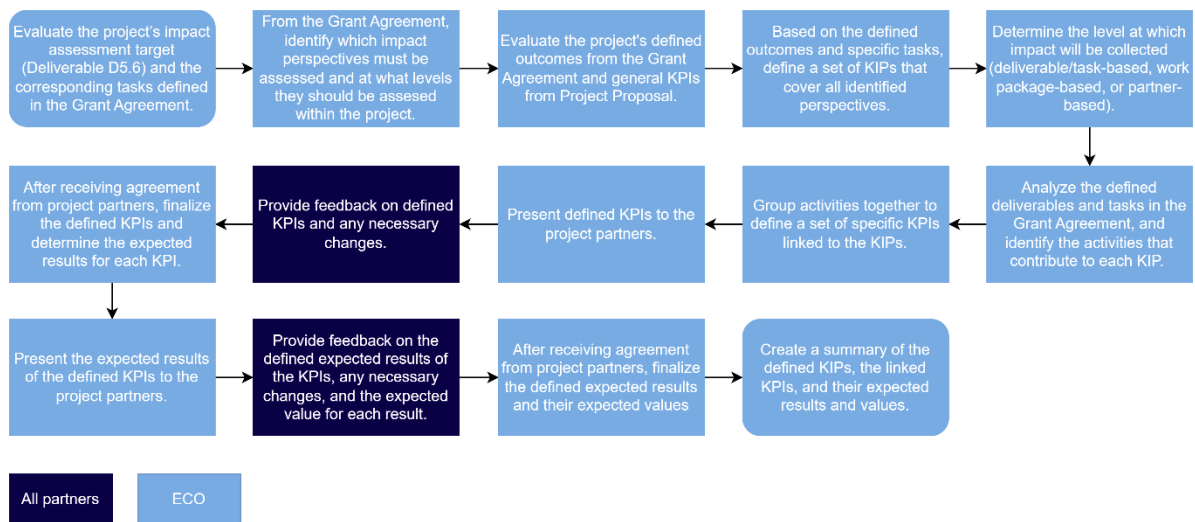 Evaluate the project's impact
assessment target
(Deliverable D5.6) and the
corresponding tasks defined
in the Grant Agreement.
From the Grant Agreement,
identify which impact
perspectives must be
assessed and at what levels
they should be assesed
within the project.
Evaluate the project's defined
outcomes from the Grant
Agreement and general KPIs
from Project Proposal.
Based on the defined
outcomes and specific tasks,
define a set of KIPs that
cover all identified
perspectives.
Determine the level at which
impact will be collected
(deliverable/task-based, work
package-based, or partner-
based).
Analyze the defined
deliverables and tasks in the
Grant Agreement, and
identify the activities that
contribute to each KIP.
Group activities together to
define a set of specific KPIs
linked to the KIPs.
Present defined KPIs to the
project partners.
Provide feedback on defined
KPIs and any necessary
changes.
After receiving agreement
from project partners, finalize
the defined KPIs and
determine the expected
results for each KPI.
Present the expected results
of the defined KPIs to the
project partners.
Provide feedback on the
defined expected results of
the KPIs, any necessary
changes, and the expected
value for each result.
After receiving agreement
from project partners, finalize
the defined expected results
and their expected values
Create a summary of the
defined KIPs, the linked
KPIs, and their expected
results and values.
All partners
ECO